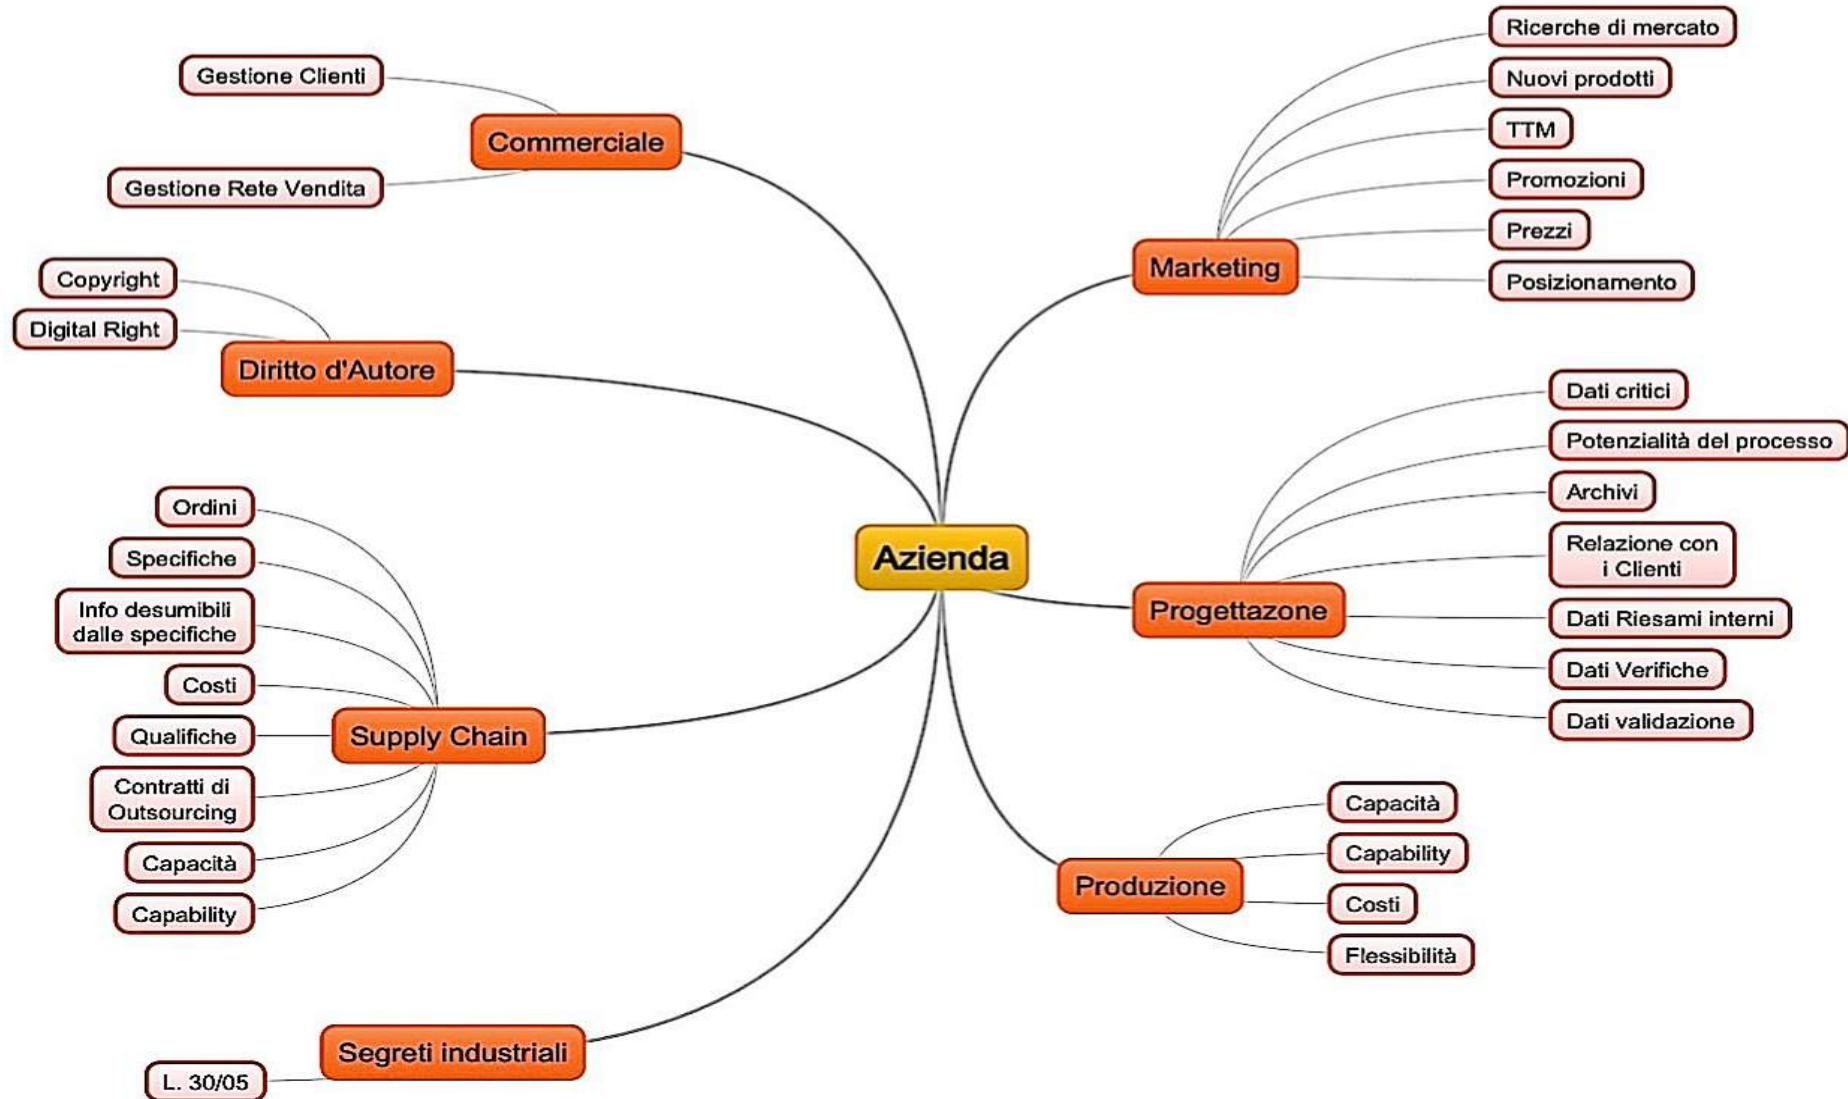 Gestione Clienti
Commerciale
Gestione Rete Vendita
Copyright
Digital Right
Diritto d'Autore
Ordini
Specifiche
Info desumibili
dalle specifiche
Costi
Qualifiche
Supply Chain
Contratti di
Outsourcing
Capacità
Capability
Segreti industriali
L. 30/05
Azienda
Ricerche di mercato
Nuovi prodotti
TTM
Promozioni
Prezzi
Marketing
Posizionamento
Dati critici
Potenzialità del processo
Archivi
Relazione con
i Clienti
Progettazone
Dati Riesami interni
Dati Verifiche
Dati validazione
Capacità
Capability
Produzione
Costi
Flessibilità